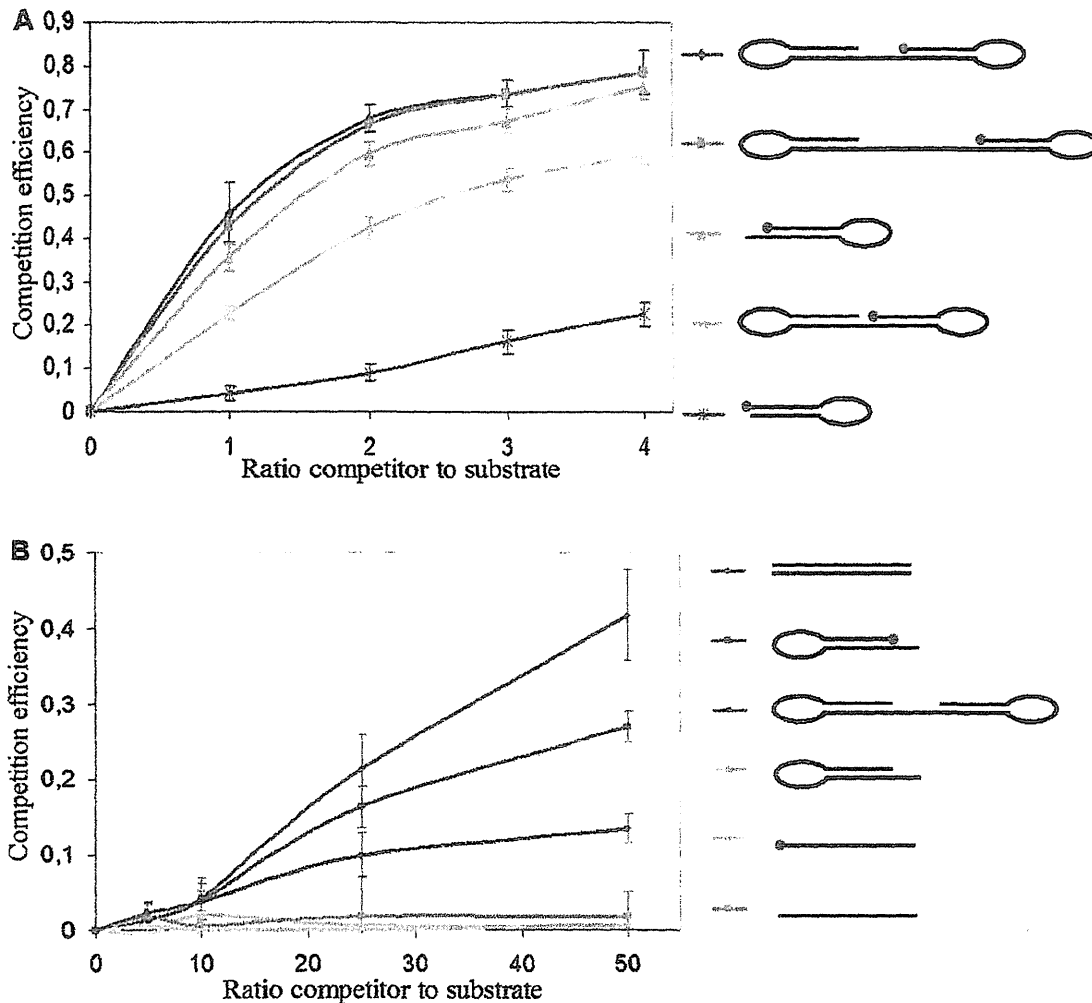 A
0,9
0,8
0,7
0,6
0,5
0,4
0,3
0,2
0,1
0
Competition efficiency
0 1 2 3 4
Ratio competitor to substrate
B
0,5
0,4
0,3
0,2
0,1
0
Competition efficiency
0 10 20 30 40 50
Ratio competitor to substrate